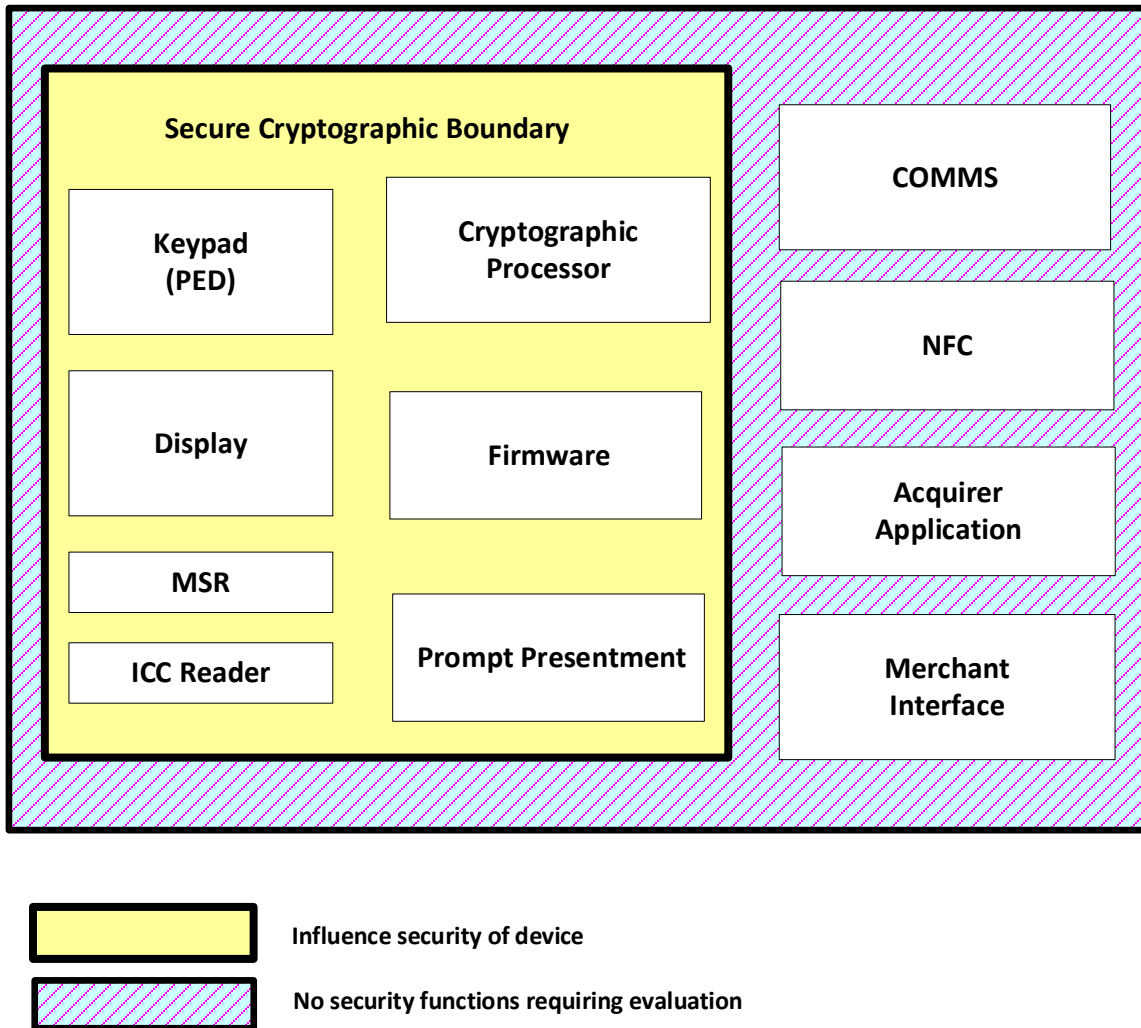 Secure Cryptographic Boundary
Keypad
(PED)
Cryptographic
Processor
Display
Firmware
MSR
ICC Reader
Prompt Presentment
COMMS
NFC
Acquirer
Application
Merchant
Interface
Influence security of device
No security functions requiring evaluation